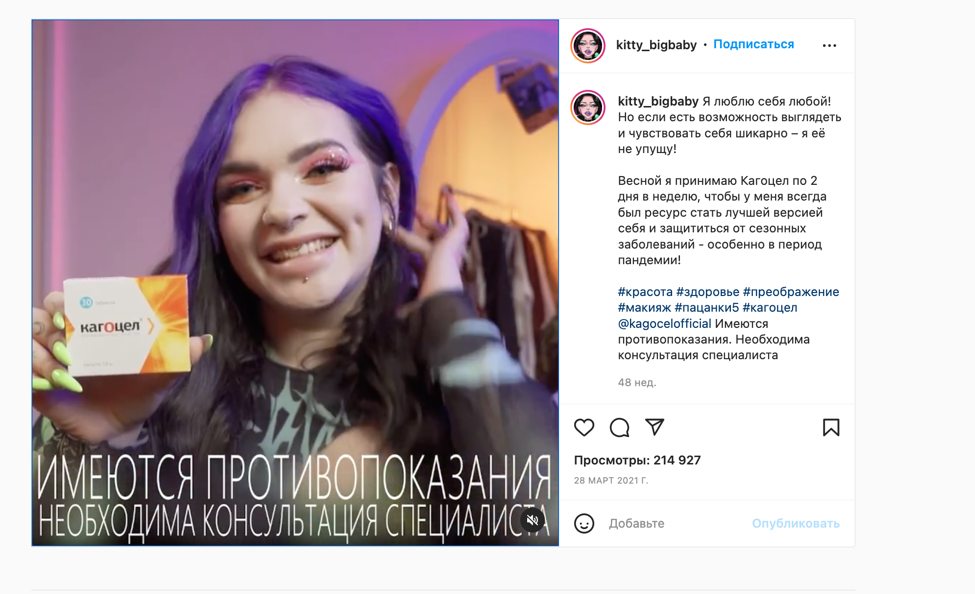 kitty_bigbaby • Подписаться
kitty_bigbaby Я люблю себя любой!
Но если есть возможность выглядеть
и чувствовать себя шикарно – я её
не упущу!
Весной я принимаю Кагоцел по 2
дня в неделю, чтобы у меня всегда
был ресурс стать лучшей версией
себя и защититься от сезонных
заболеваний - особенно в период
пандемии!
#красота #здоровье #преображение
#макияж #пацанки5 #кагоцел
@kagocelofficial Имеются
противопоказания. Необходима
консультация специалиста
48 нед.
10
кагоцел
ИМЕЮТСЯ ПРОТИВОПОКАЗАНИЯ
НЕОБХОДИМА КОНСУЛЬТАЦИЯ СПЕЦИАЛИСТА
Просмотры: 214 927
28 МАРТ 2021 Г.
Добавьте
Опубликовать